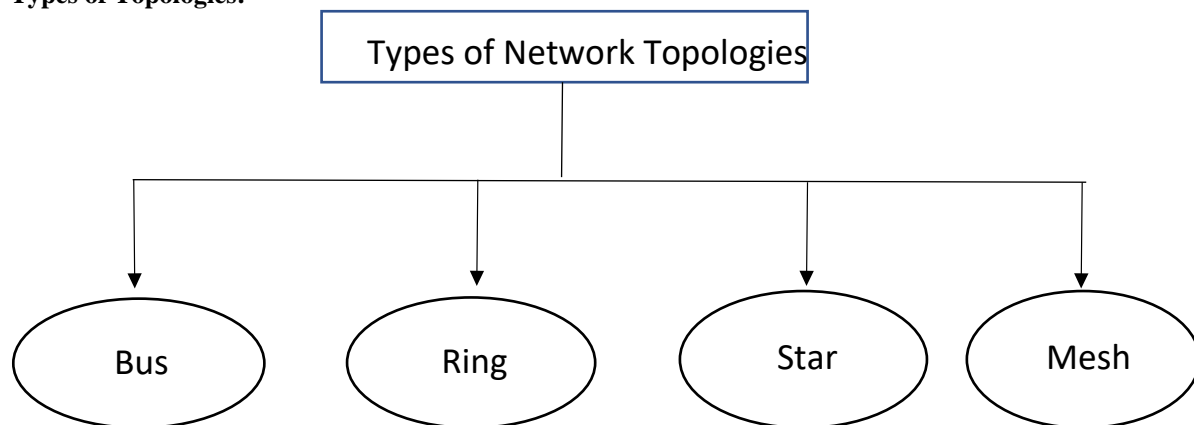 Types of Topologies:
Types of Network Topologies
Bus
Ring
Star
Mesh